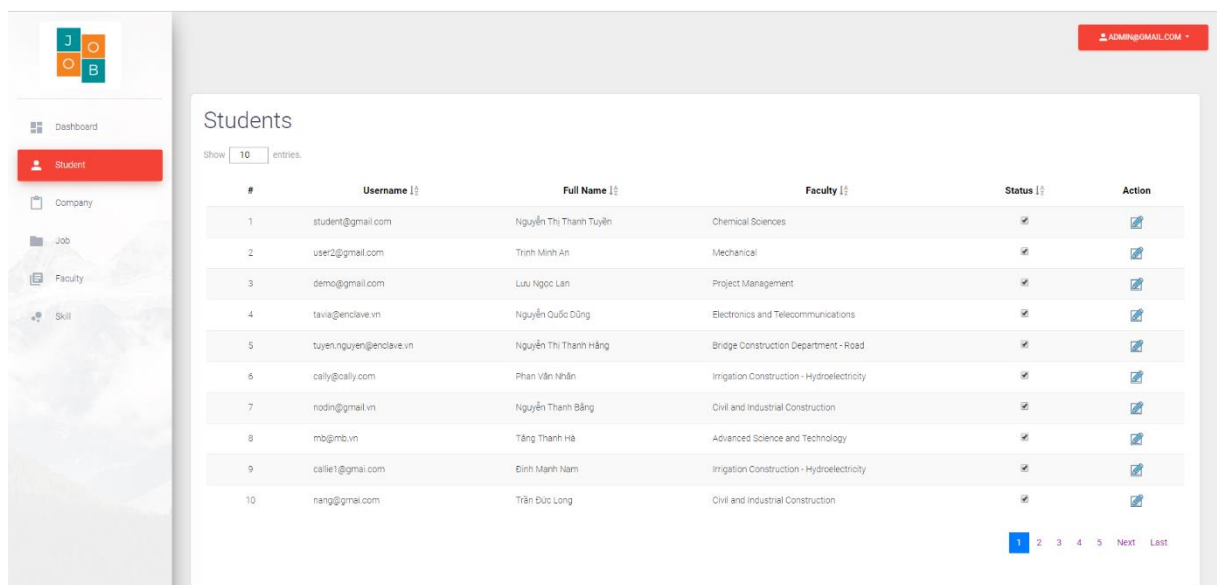 J
O
O
B
ADMIN@GMAIL.COM
Dashboard
Student
Company
Job
Faculty
Skill
Students
Show 10 entries.
# Username Full Name Faculty Status Action
1 student@gmail.com Nguyễn Thị Thanh Tuyền Chemical Sciences
2 user2@gmail.com Trịnh Minh An Mechanical
3 demo@gmail.com Lưu Ngọc Lan Project Management
4 tavia@enclave.vn Nguyễn Quốc Dũng Electronics and Telecommunications
5 tuyen.nguyen@enclave.vn Nguyễn Thị Thanh Hằng Bridge Construction Department - Road
6 cally@cally.com Phan Văn Nhân Irrigation Construction - Hydroelectricity
7 nodin@gmail.vn Nguyễn Thanh Bằng Civil and Industrial Construction
8 mb@mb.vn Tăng Thanh Hà Advanced Science and Technology
9 callie1@gmai.com Đinh Mạnh Nam Irrigation Construction - Hydroelectricity
10 nang@gmai.com Trần Đức Long Civil and Industrial Construction
1 2 3 4 5 Next Last